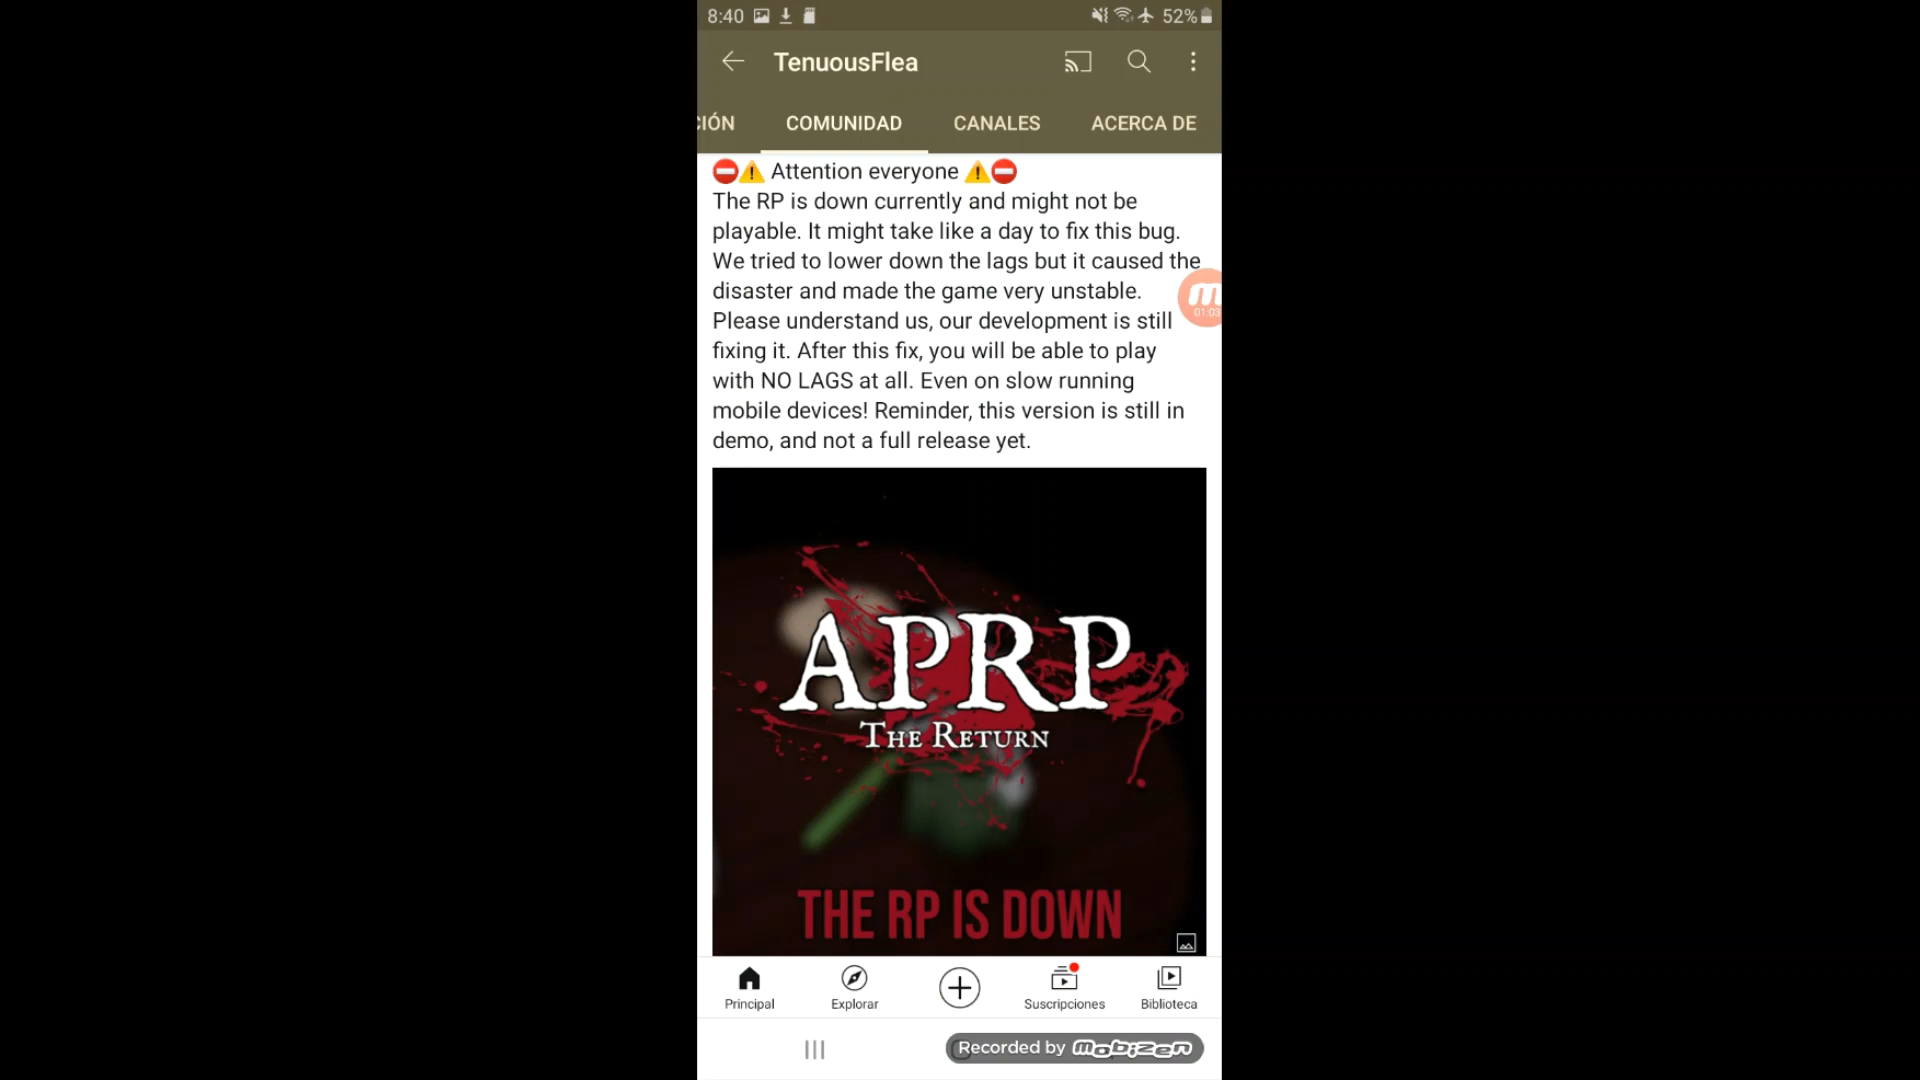 8:40 52%
TenuousFlea
CIÓN COMUNIDAD CANALES ACERCA DE
⛔⚠️ Attention everyone ⚠️⛔
The RP is down currently and might not be
playable. It might take like a day to fix this bug.
We tried to lower down the lags but it caused the
disaster and made the game very unstable.
Please understand us, our development is still
fixing it. After this fix, you will be able to play
with NO LAGS at all. Even on slow running
mobile devices! Reminder, this version is still in
demo, and not a full release yet.
01:03
APRP
THE RETURN
THE RP IS DOWN
Principal Explorar Suscripciones Biblioteca
Recorded by mobizen